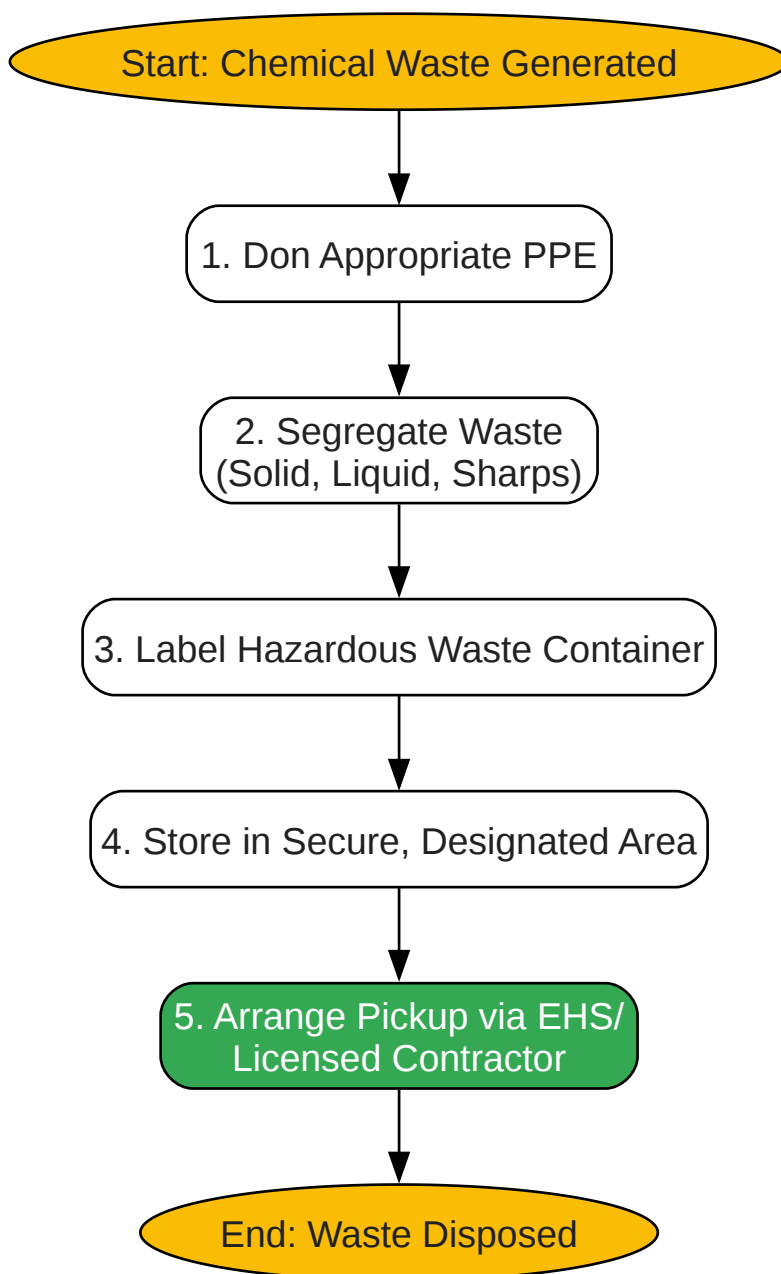 Start: Chemical Waste Generated
1. Don Appropriate PPE
2. Segregate Waste
(Solid, Liquid, Sharps)
3. Label Hazardous Waste Container
4. Store in Secure, Designated Area
5. Arrange Pickup via EHS/
Licensed Contractor
End: Waste Disposed